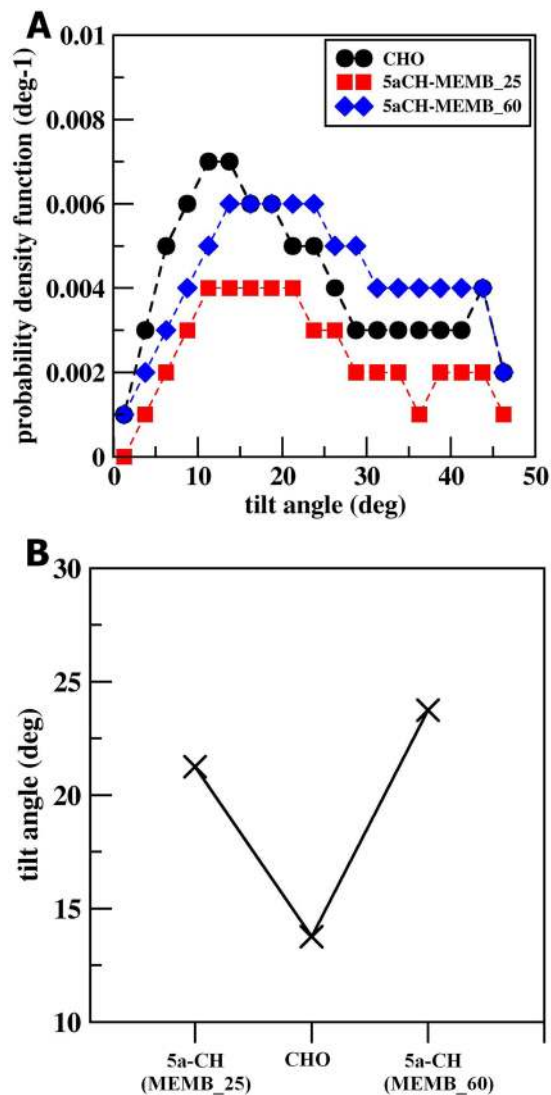 A
0.01
0.008
0.006
0.004
0.002
0
probability density function (deg-1)
CHO
5aCH-MEMB_25
5aCH-MEMB_60
0 10 20 30 40 50
tilt angle (deg)
B
30
25
20
15
10
tilt angle (deg)
5a-CH CHO 5a-CH
(MEMB_25) (MEMB_60)